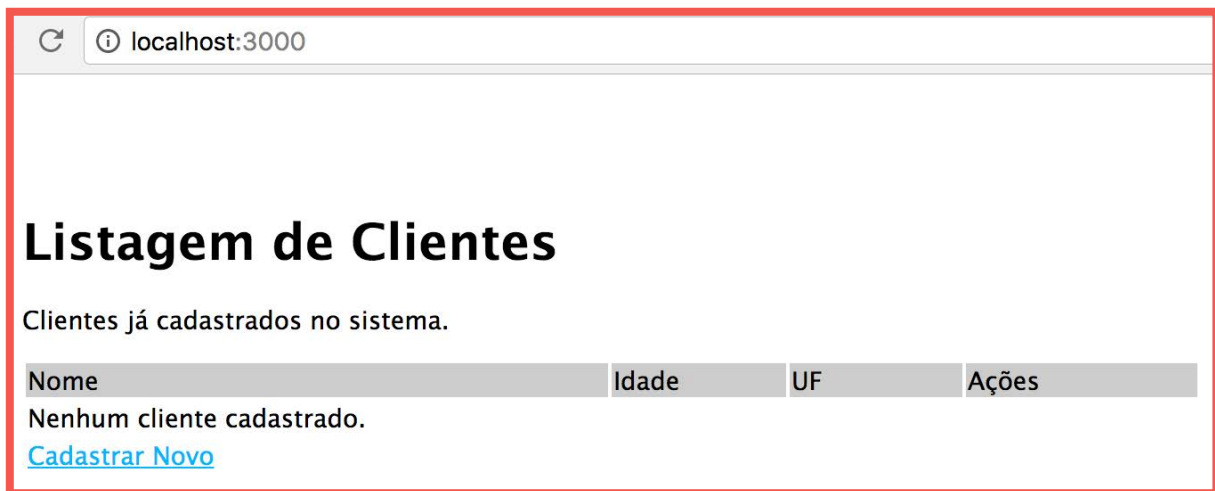 localhost:3000
Listagem de Clientes
Clientes já cadastrados no sistema.
Nome Idade UF Ações
Nenhum cliente cadastrado.
Cadastrar Novo